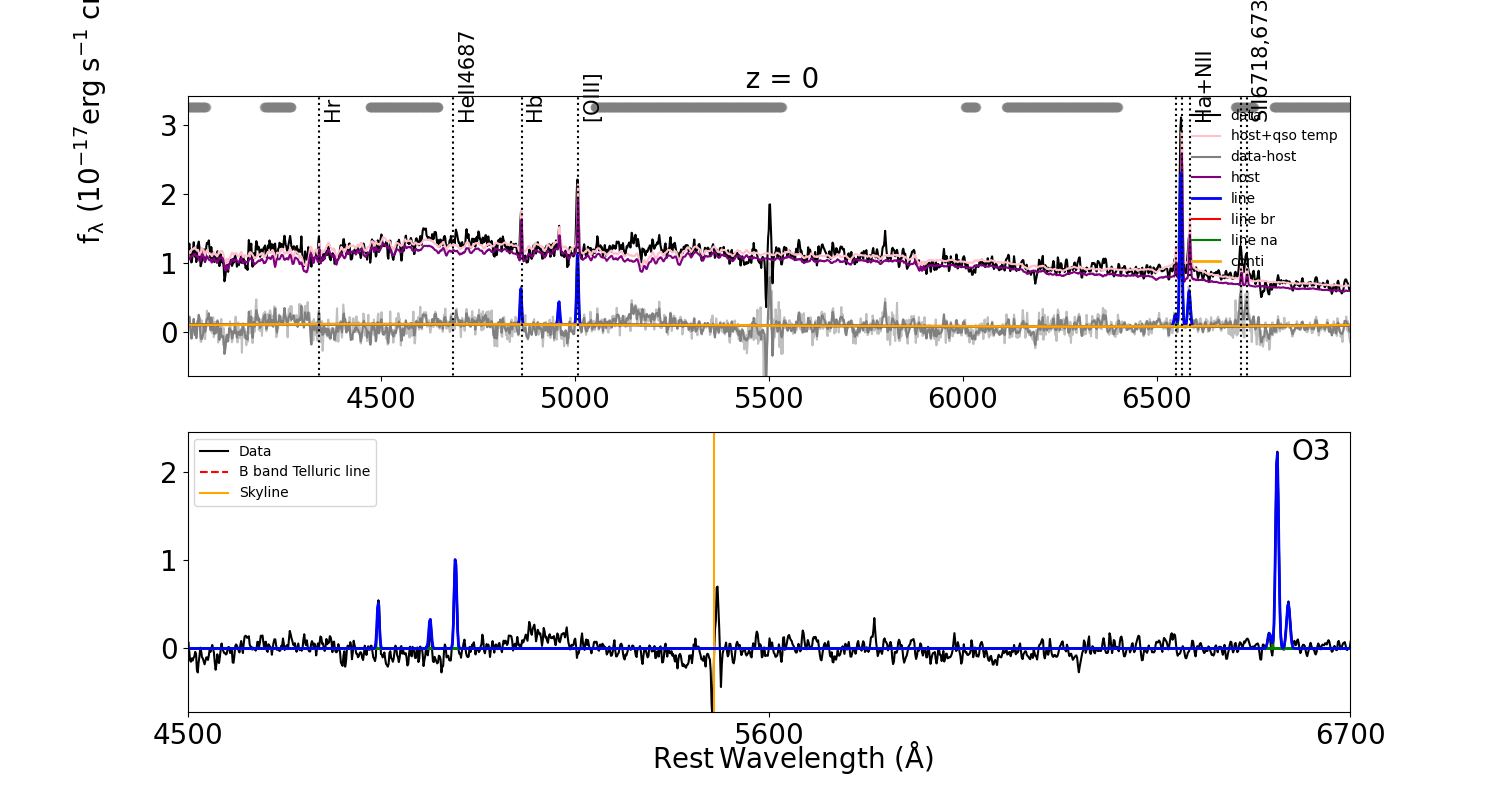 z = 0
f_λ (10^{-17} erg s^{-1} c
Hr
HeII4687
Hb
[OIII]
Ha+NII
SII6718,673
data
host+qso temp
data-host
host
line
line br
line na
conti
3
2
1
0
4500 5000 5500 6000 6500
O3
Data
B band Telluric line
Skyline
2
1
0
4500 5600 6700
Rest Wavelength (Å)